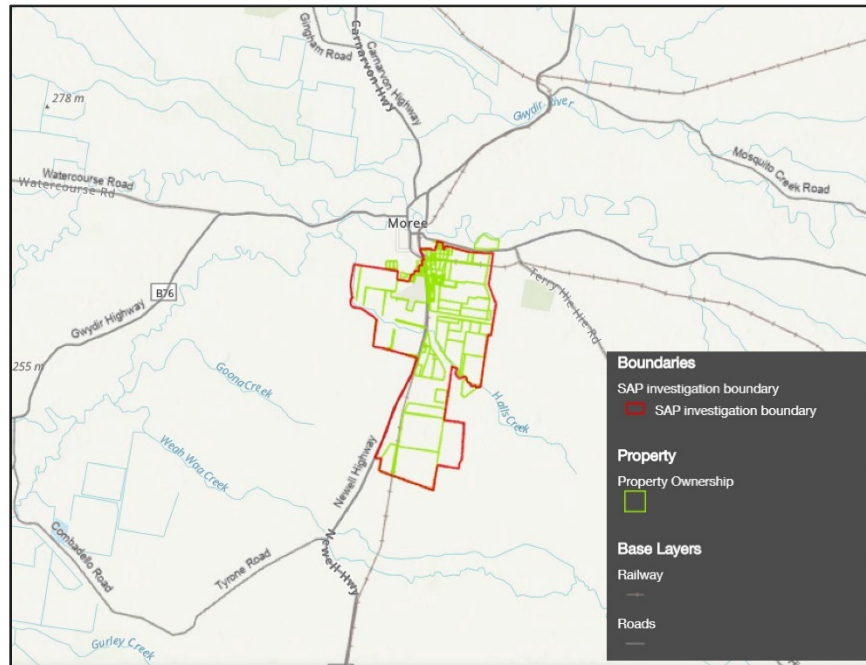 Gingham Road
Carnarvon Hwy
Carnarvon Highway
278 m
Gwydir River
Mosquito Creek Road
Watercourse Road
Watercourse Rd
Moree
Terry Hie Hie Rd
B76
Gwydir Highway
255 m
Goona Creek
Halls Creek
Weah Waa Creek
Newell Highway
Combadello Road
Tyrone Road
Newell Hwy
Gurley Creek
Boundaries
SAP investigation boundary
SAP investigation boundary
Property
Property Ownership
Base Layers
Railway
Roads